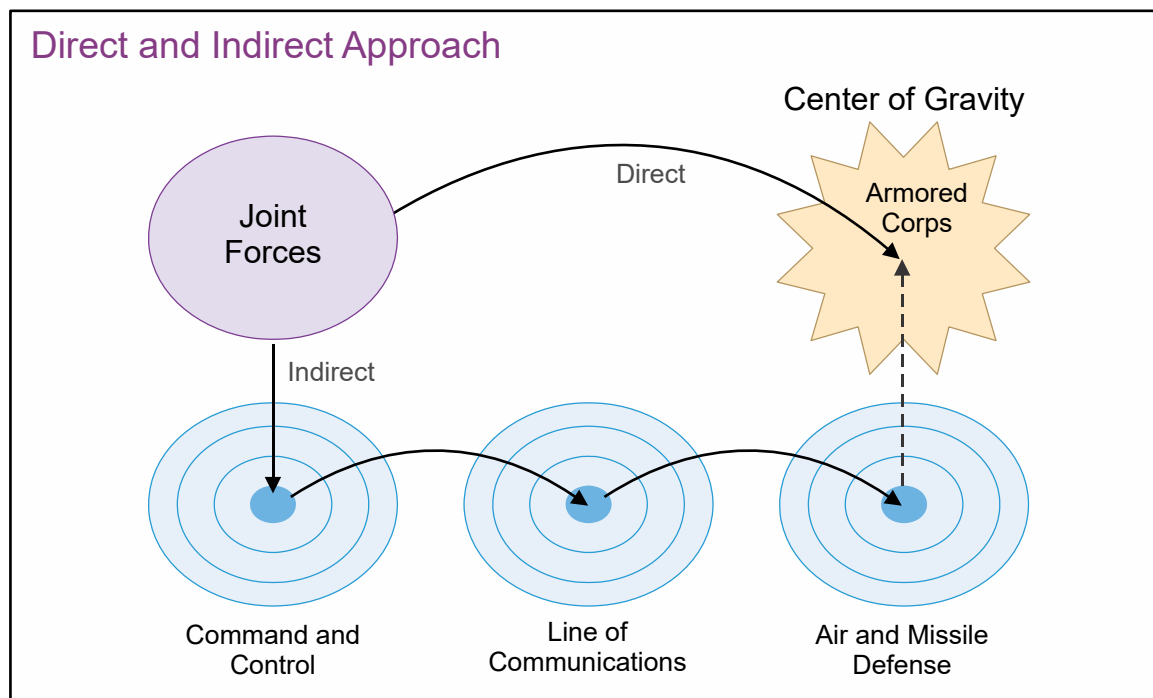 Direct and Indirect Approach
Center of Gravity
Direct
Armored
Corps
Joint
Forces
Indirect
Command and
Control
Line of
Communications
Air and Missile
Defense